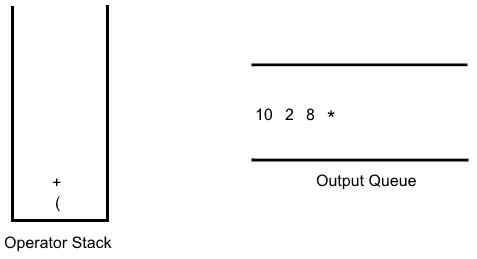 10 2 8 *
+
(
Output Queue
Operator Stack